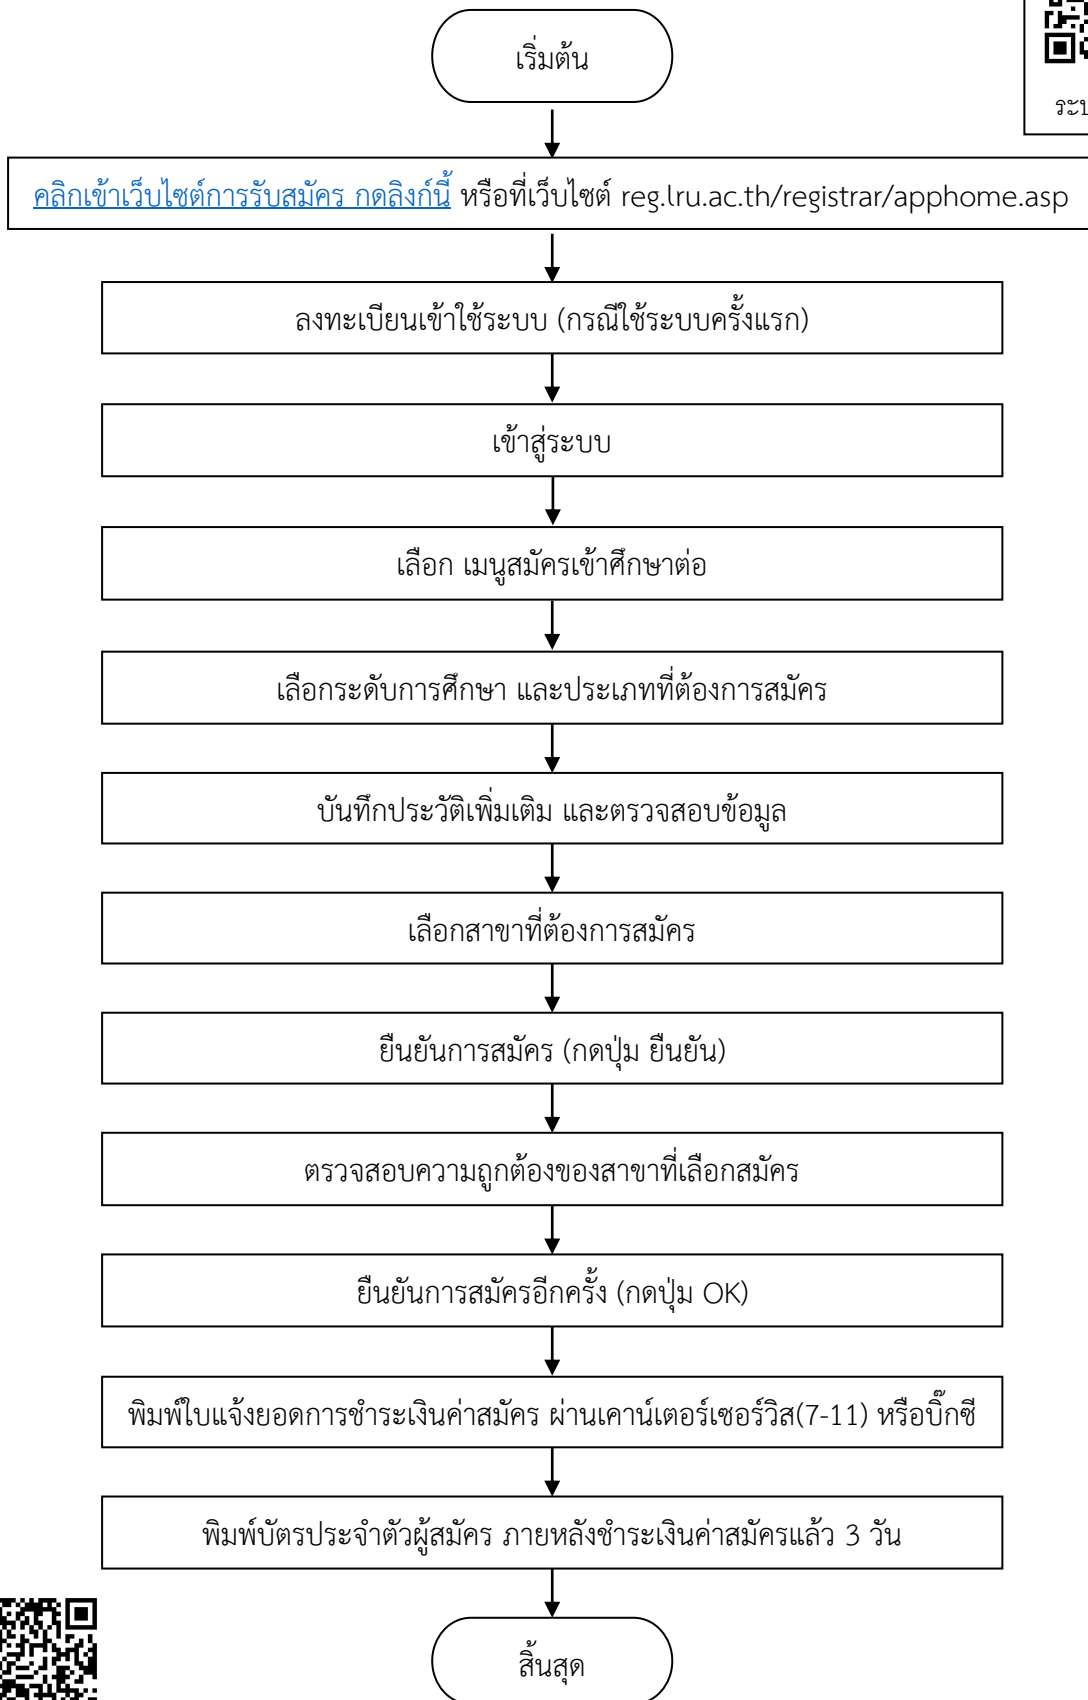 เริ่มต้น
คลิกเข้าเว็บไซต์การรับสมัคร กดลิงก์นี้ หรือที่เว็บไซต์ reg.lru.ac.th/registrar/apphome.asp
ลงทะเบียนเข้าใช้ระบบ (กรณีใช้ระบบครั้งแรก)
เข้าสู่ระบบ
เลือก เมนูสมัครเข้าศึกษาต่อ
เลือกระดับการศึกษา และประเภทที่ต้องการสมัคร
บันทึกประวัติเพิ่มเติม และตรวจสอบข้อมูล
เลือกสาขาที่ต้องการสมัคร
ยืนยันการสมัคร (กดปุ่ม ยืนยัน)
ตรวจสอบความถูกต้องของสาขาที่เลือกสมัคร
ยืนยันการสมัครอีกครั้ง (กดปุ่ม OK)
พิมพ์ใบแจ้งยอดการชำระเงินค่าสมัคร ผ่านเคาน์เตอร์เซอร์วิส(7-11) หรือบิ๊กซี
พิมพ์บัตรประจำตัวผู้สมัคร ภายหลังชำระเงินค่าสมัครแล้ว 3 วัน
สิ้นสุด